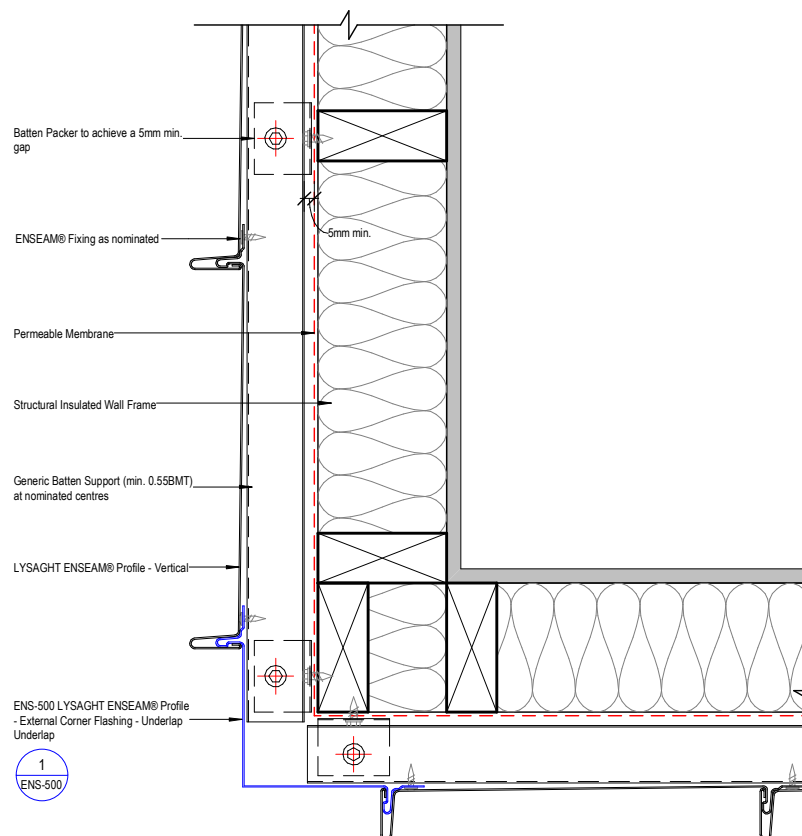 Batten Packer to achieve a 5mm min.
gap
ENSEAM® Fixing as nominated
5mm min.
Permeable Membrane
Structural Insulated Wall Frame
Generic Batten Support (min. 0.55BMT)
at nominated centres
LYSAGHT ENSEAM® Profile - Vertical
ENS-500 LYSAGHT ENSEAM® Profile
- External Corner Flashing - Underlap
Underlap
1
ENS-500